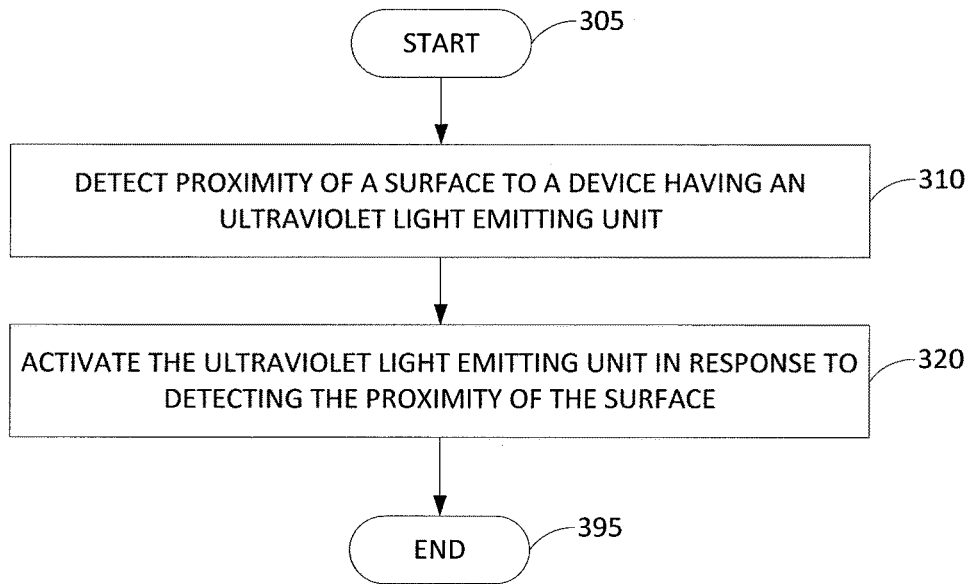 START
305
DETECT PROXIMITY OF A SURFACE TO A DEVICE HAVING AN
ULTRAVIOLET LIGHT EMITTING UNIT
310
ACTIVATE THE ULTRAVIOLET LIGHT EMITTING UNIT IN RESPONSE TO
DETECTING THE PROXIMITY OF THE SURFACE
320
END
395